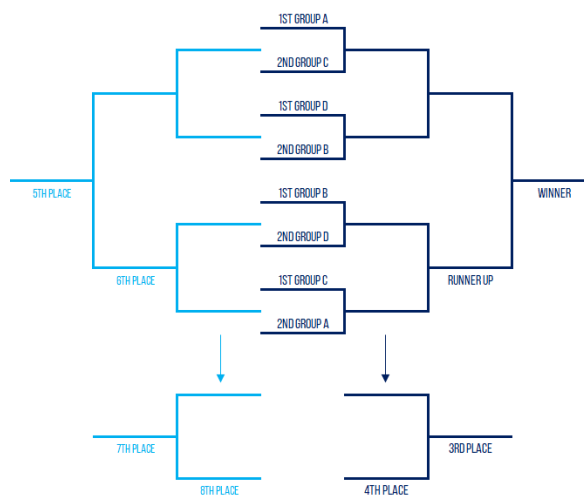 1ST GROUP A
2ND GROUP C
1ST GROUP D
2ND GROUP B
5TH PLACE
WINNER
1ST GROUP B
2ND GROUP D
6TH PLACE
RUNNER UP
1ST GROUP C
2ND GROUP A
7TH PLACE
3RD PLACE
8TH PLACE
4TH PLACE